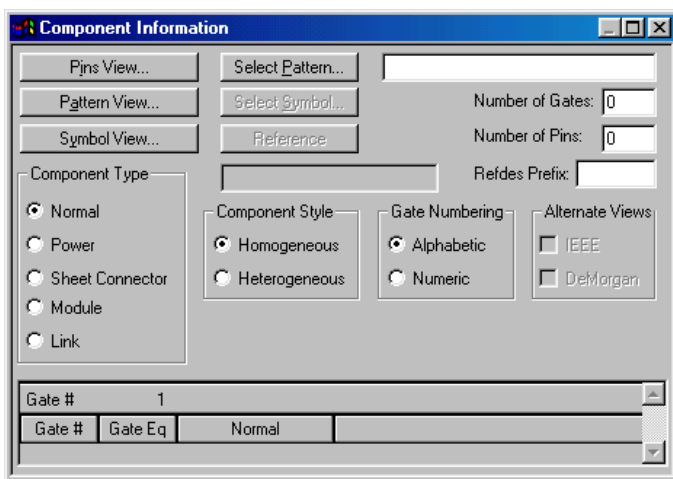 Component Information
Pins View... Select Pattern...
Pattern View... Select Symbol... Number of Gates: 0
Symbol View... Reference Number of Pins: 0
Component Type Refdes Prefix:
Normal Component Style Gate Numbering Alternate Views
Power Homogeneous Alphabetic IEEE
Sheet Connector Heterogeneous Numeric DeMorgan
Module
Link
Gate # 1
Gate # Gate Eq Normal